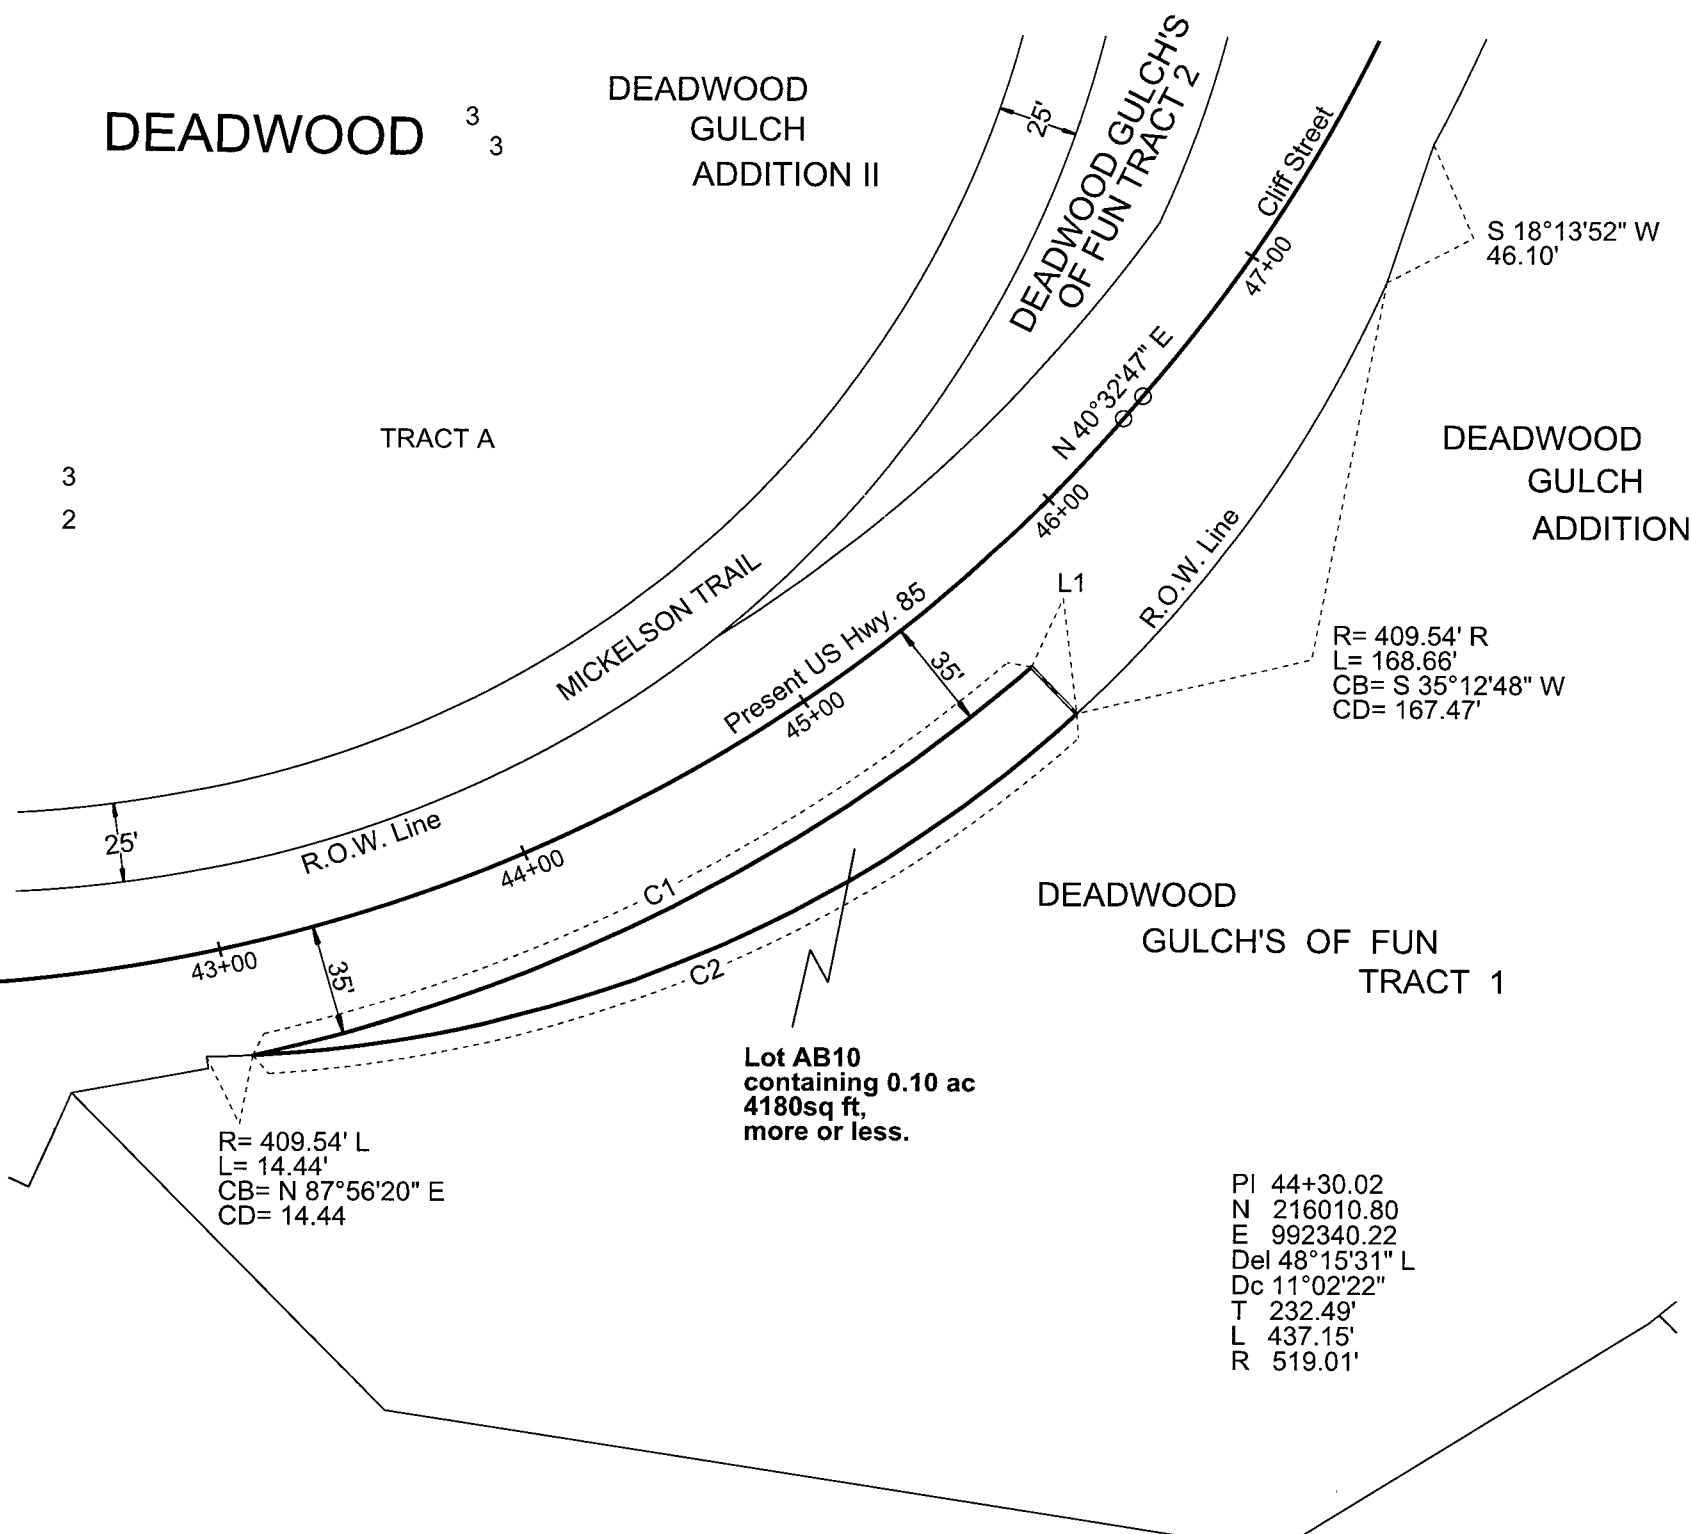 DEADWOOD
3
3
DEADWOOD
GULCH
ADDITION II
25'
DEADWOOD GULCH'S
OF FUN TRACT 2
Cliff Street
47+00
S 18°13'52" W
46.10'
N 40°32'47" E
TRACT A
3
2
DEADWOOD
GULCH
ADDITION
46+00
R.O.W. Line
L1
MICKELSON TRAIL
Present US Hwy. 85
35'
45+00
R= 409.54' R
L= 168.66'
CB= S 35°12'48" W
CD= 167.47'
25'
R.O.W. Line
44+00
C1
DEADWOOD
GULCH'S OF FUN
TRACT 1
43+00
35'
C2
Lot AB10
containing 0.10 ac
4180sq ft,
more or less.
R= 409.54' L
L= 14.44'
CB= N 87°56'20" E
CD= 14.44
PI 44+30.02
N 216010.80
E 992340.22
Del 48°15'31" L
Dc 11°02'22"
T 232.49'
L 437.15'
R 519.01'